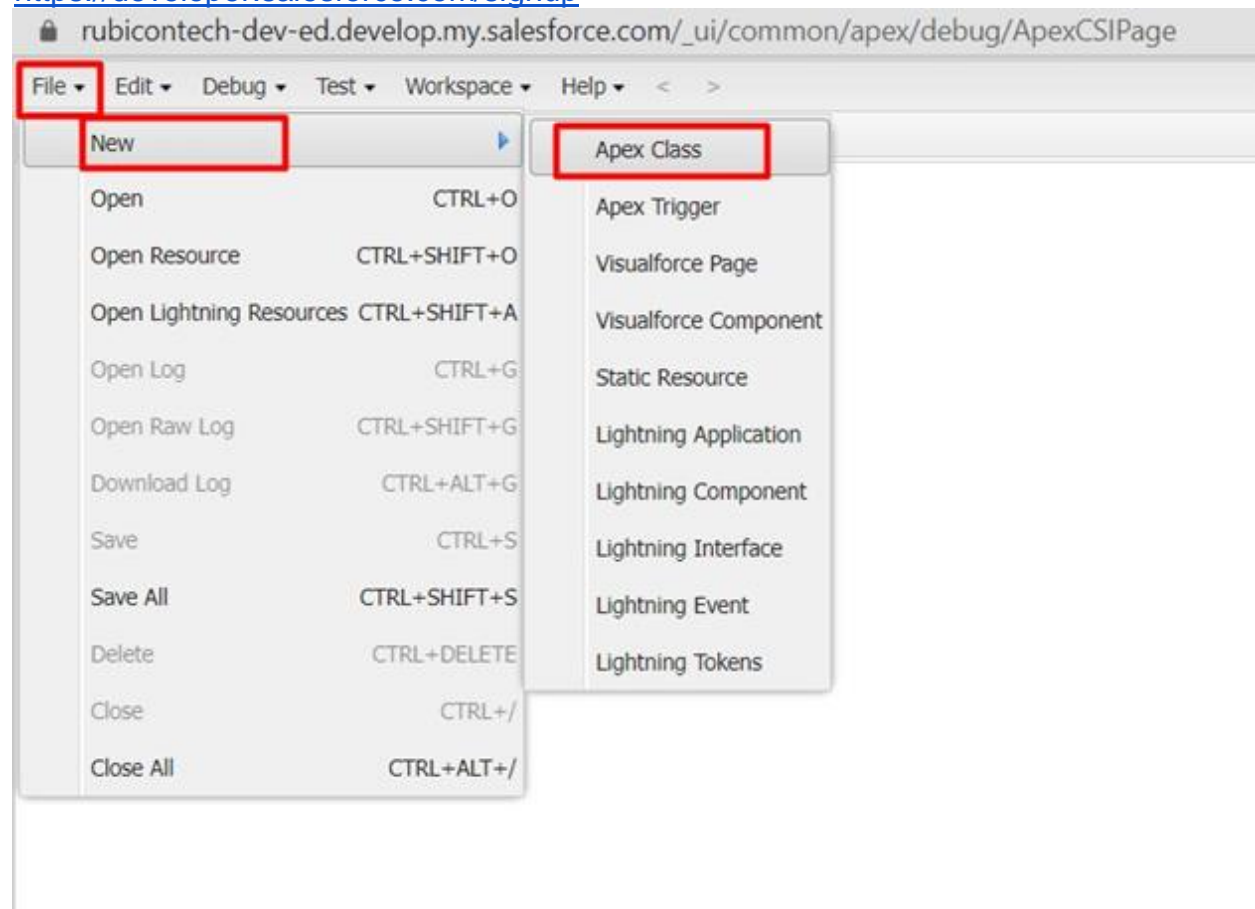 rubicontech-dev-ed.develop.my.salesforce.com/_ui/common/apex/debug/ApexCSIPage
File Edit Debug Test Workspace Help < >
New
Open CTRL+O
Open Resource CTRL+SHIFT+O
Open Lightning Resources CTRL+SHIFT+A
Open Log CTRL+G
Open Raw Log CTRL+SHIFT+G
Download Log CTRL+ALT+G
Save CTRL+S
Save All CTRL+SHIFT+S
Delete CTRL+DELETE
Close CTRL+/
Close All CTRL+ALT+/
Apex Class
Apex Trigger
Visualforce Page
Visualforce Component
Static Resource
Lightning Application
Lightning Component
Lightning Interface
Lightning Event
Lightning Tokens